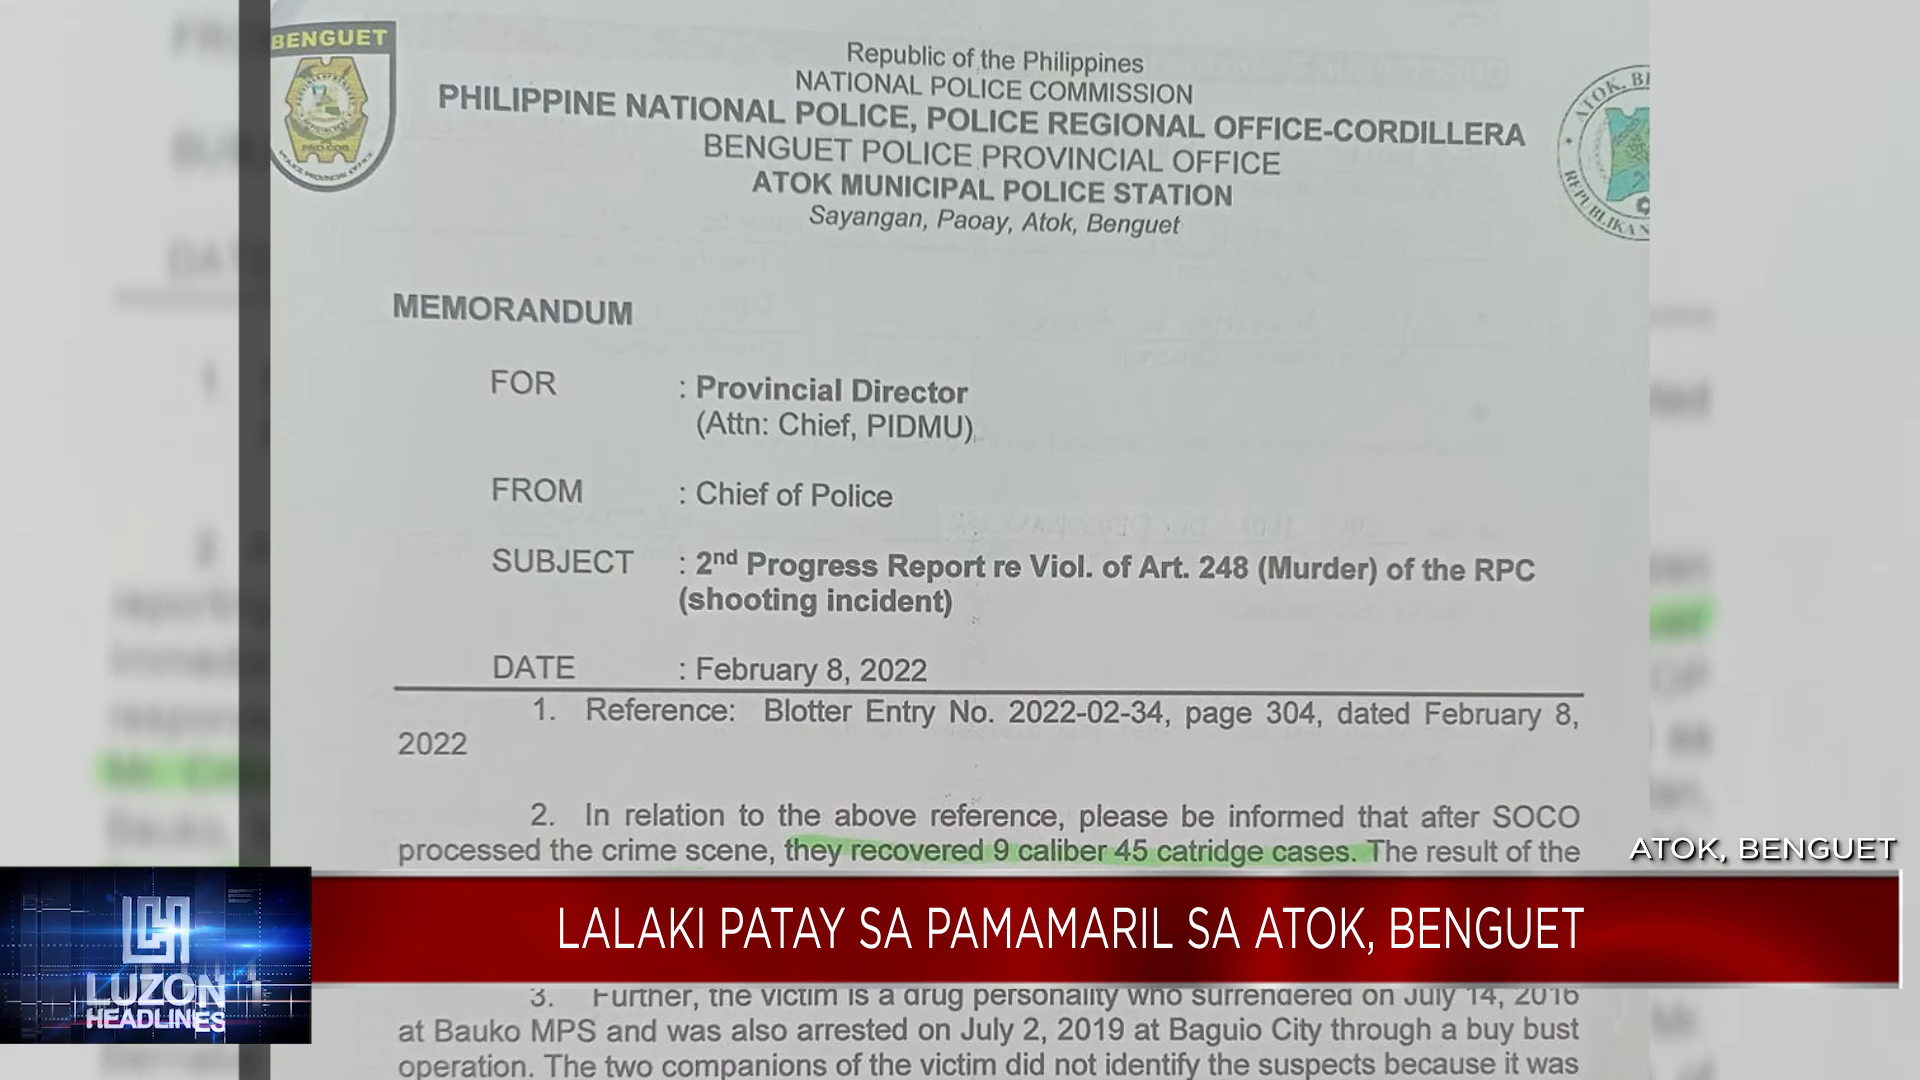 BENGUET
Republic of the Philippines
NATIONAL POLICE COMMISSION
PHILIPPINE NATIONAL POLICE, POLICE REGIONAL OFFICE-CORDILLERA
BENGUET POLICE PROVINCIAL OFFICE
ATOK MUNICIPAL POLICE STATION
Sayangan, Paoay, Atok, Benguet
MEMORANDUM
FOR : Provincial Director
(Attn: Chief, PIDMU)
FROM : Chief of Police
SUBJECT : 2nd Progress Report re Viol. of Art. 248 (Murder) of the RPC
(shooting incident)
DATE : February 8, 2022
1. Reference: Blotter Entry No. 2022-02-34, page 304, dated February 8,
2022
2. In relation to the above reference, please be informed that after SOCO
processed the crime scene, they recovered 9 caliber 45 catridge cases. The result of the
ATOK, BENGUET
LALAKI PATAY SA PAMAMARIL SA ATOK, BENGUET
LUZON
HEADLINES
3. Further, the victim is a drug personality who surrendered on July 14, 2016
at Bauko MPS and was also arrested on July 2, 2019 at Baguio City through a buy bust
operation. The two companions of the victim did not identify the suspects because it was